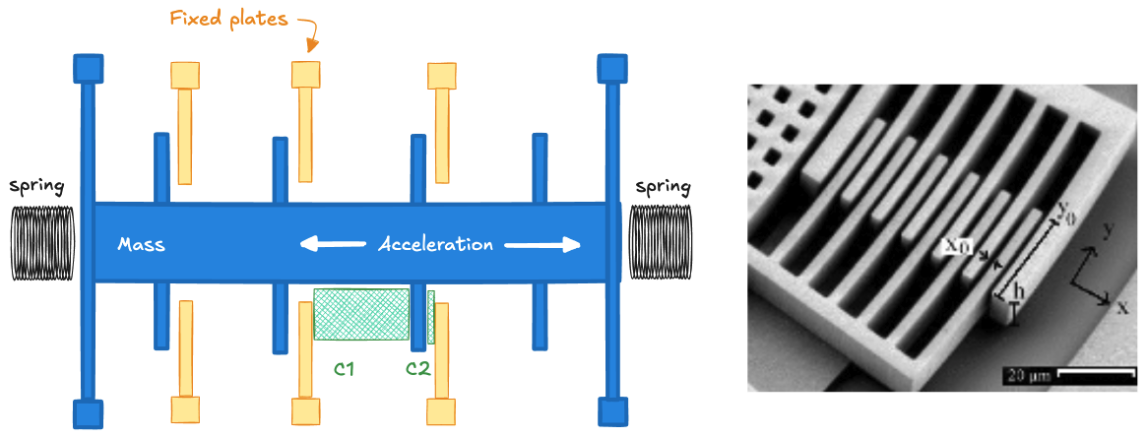 Fixed plates
spring
spring
Mass
Acceleration
C1
C2
y₀
x₀
y
h
x
20 μm